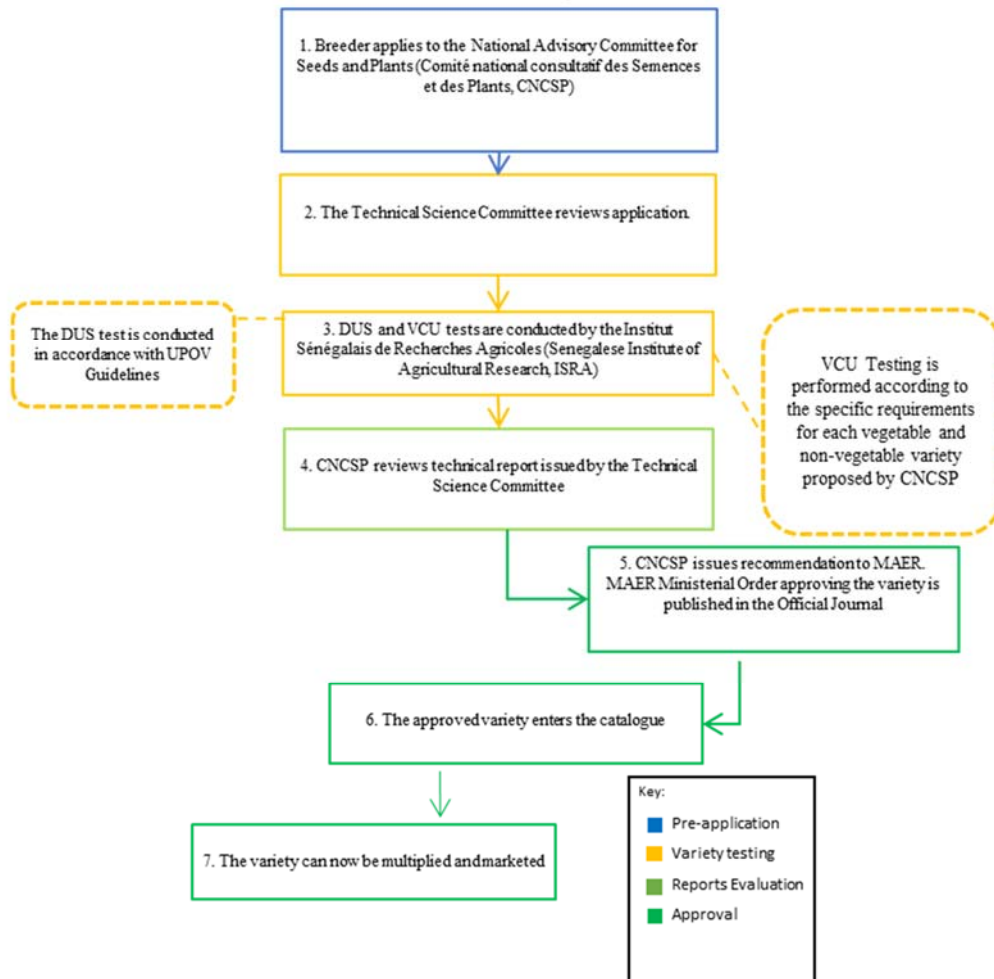 1. Breeder applies to the National Advisory Committee for
Seeds and Plants (Comité national consultatif des Semences
et des Plants, CNCSP)
2. The Technical Science Committee reviews application.
The DUS test is conducted
in accordance with UPOV
Guidelines
3. DUS and VCU tests are conducted by the Institut
Sénégalais de Recherches Agricoles (Senegalese Institute of
Agricultural Research, ISRA)
VCU Testing is
performed according to
the specific requirements
for each vegetable and
non-vegetable variety
proposed by CNCSP
4. CNCSP reviews technical report issued by the Technical
Science Committee
5. CNCSP issues recommendation to MAER.
MAER Ministerial Order approving the variety is
published in the Official Journal
6. The approved variety enters the catalogue
7. The variety can now be multiplied and marketed
Key:
Pre-application
Variety testing
Reports Evaluation
Approval